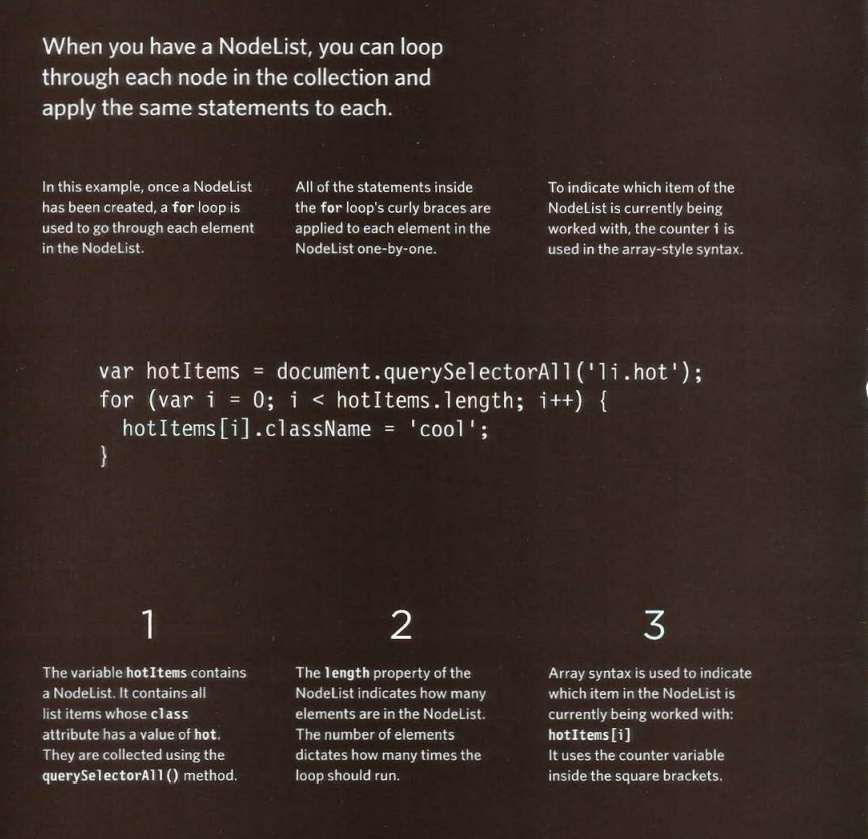 When you have a NodeList, you can loop
through each node in the collection and
apply the same statements to each.
In this example, once a NodeList
has been created, a for loop is
used to go through each element
in the NodeList.
All of the statements inside
the for loop's curly braces are
applied to each element in the
NodeList one-by-one.
To indicate which item of the
NodeList is currently being
worked with, the counter i is
used in the array-style syntax.
var hotItems = document.querySelectorAll('li.hot');
for (var i = 0; i < hotItems.length; i++) {
  hotItems[i].className = 'cool';
}
1
The variable hotItems contains
a NodeList. It contains all
list items whose class
attribute has a value of hot.
They are collected using the
querySelectorAll() method.
2
The length property of the
NodeList indicates how many
elements are in the NodeList.
The number of elements
dictates how many times the
loop should run.
3
Array syntax is used to indicate
which item in the NodeList is
currently being worked with:
hotItems[i]
It uses the counter variable
inside the square brackets.